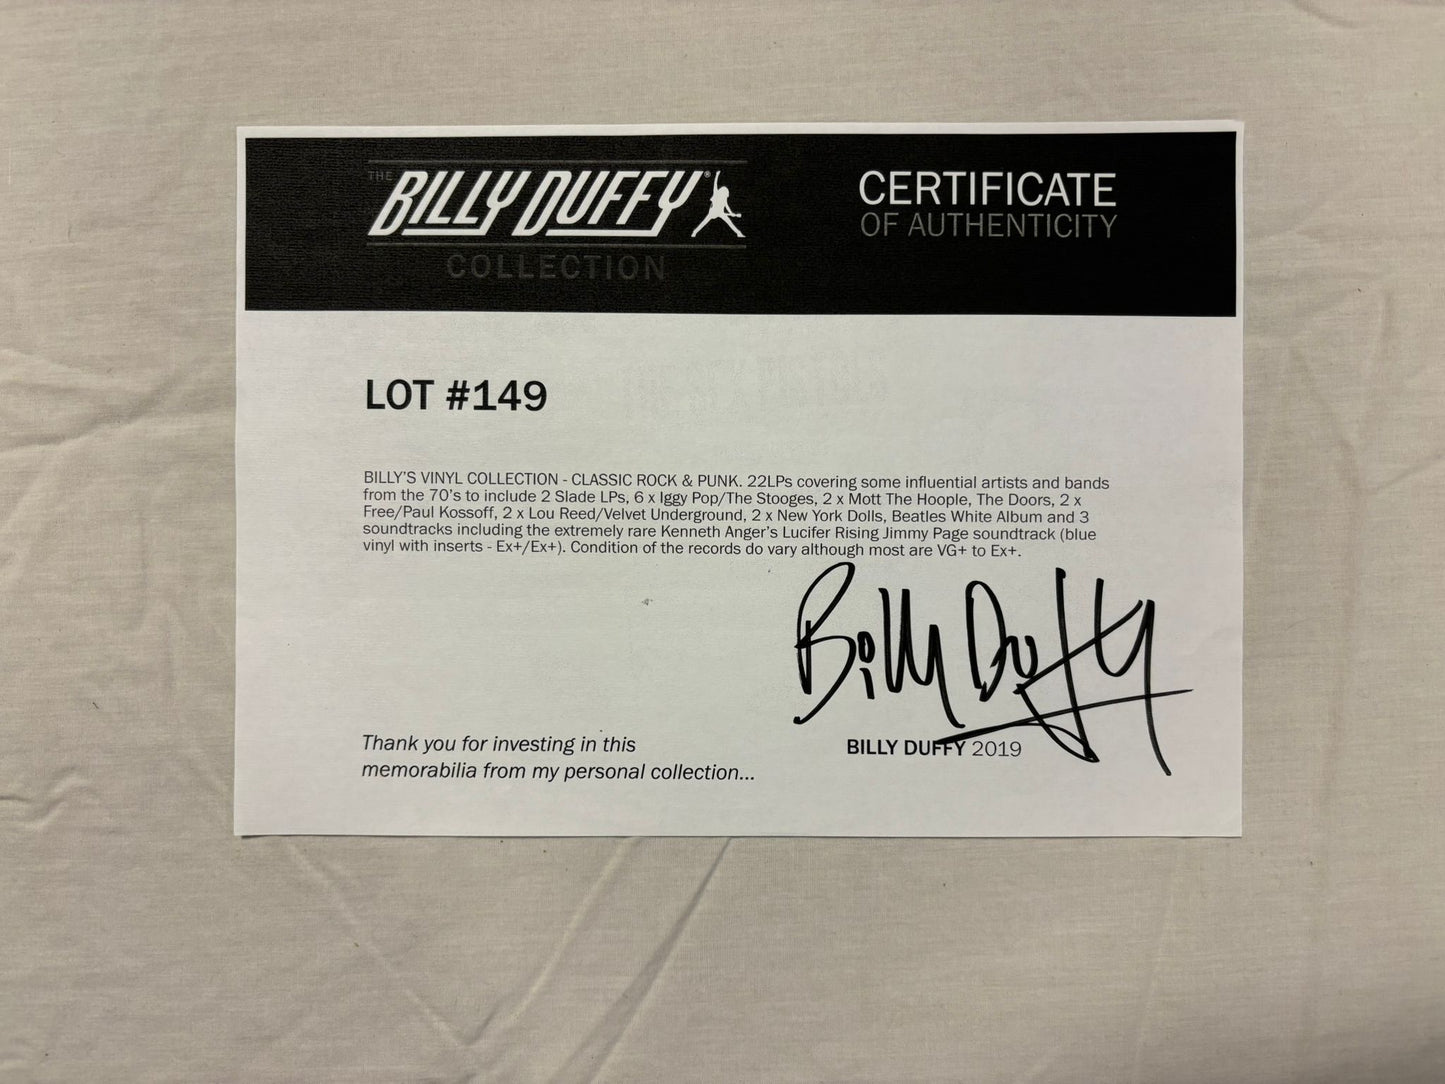 THE BILLY DUFFY®
COLLECTION
CERTIFICATE
OF AUTHENTICITY
LOT #149
BILLY'S VINYL COLLECTION - CLASSIC ROCK & PUNK. 22LPs covering some influential artists and bands
from the 70's to include 2 Slade LPs, 6 x Iggy Pop/The Stooges, 2 x Mott The Hoople, The Doors, 2 x
Free/Paul Kossoff, 2 x Lou Reed/Velvet Underground, 2 x New York Dolls, Beatles White Album and 3
soundtracks including the extremely rare Kenneth Anger's Lucifer Rising Jimmy Page soundtrack (blue
vinyl with inserts - Ex+/Ex+). Condition of the records do vary although most are VG+ to Ex+.
Billy Duffy
Thank you for investing in this
memorabilia from my personal collection...
BILLY DUFFY 2019